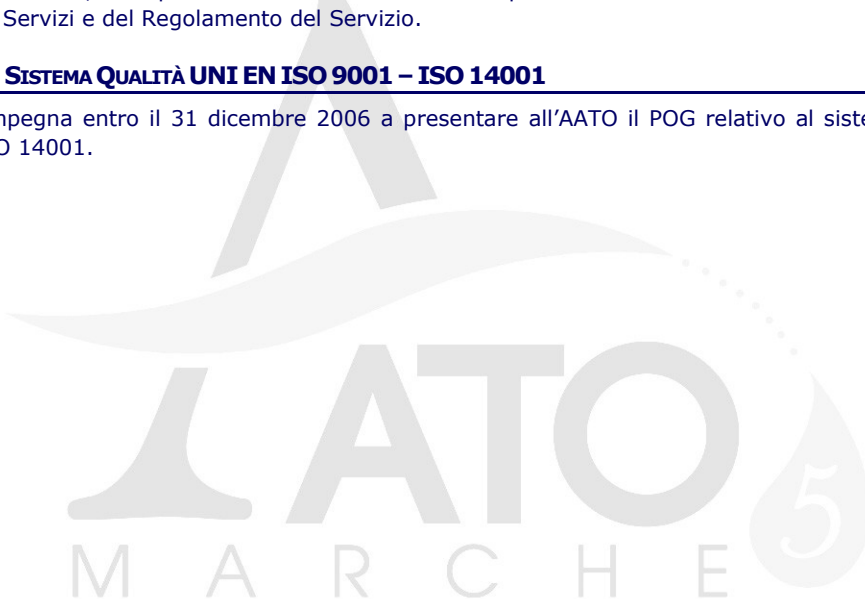 Servizi e del Regolamento del Servizio.
SISTEMA QUALITÀ UNI EN ISO 9001 – ISO 14001
mpegna entro il 31 dicembre 2006 a presentare all'AATO il POG relativo al siste
O 14001.
ATO
5
MARCHE